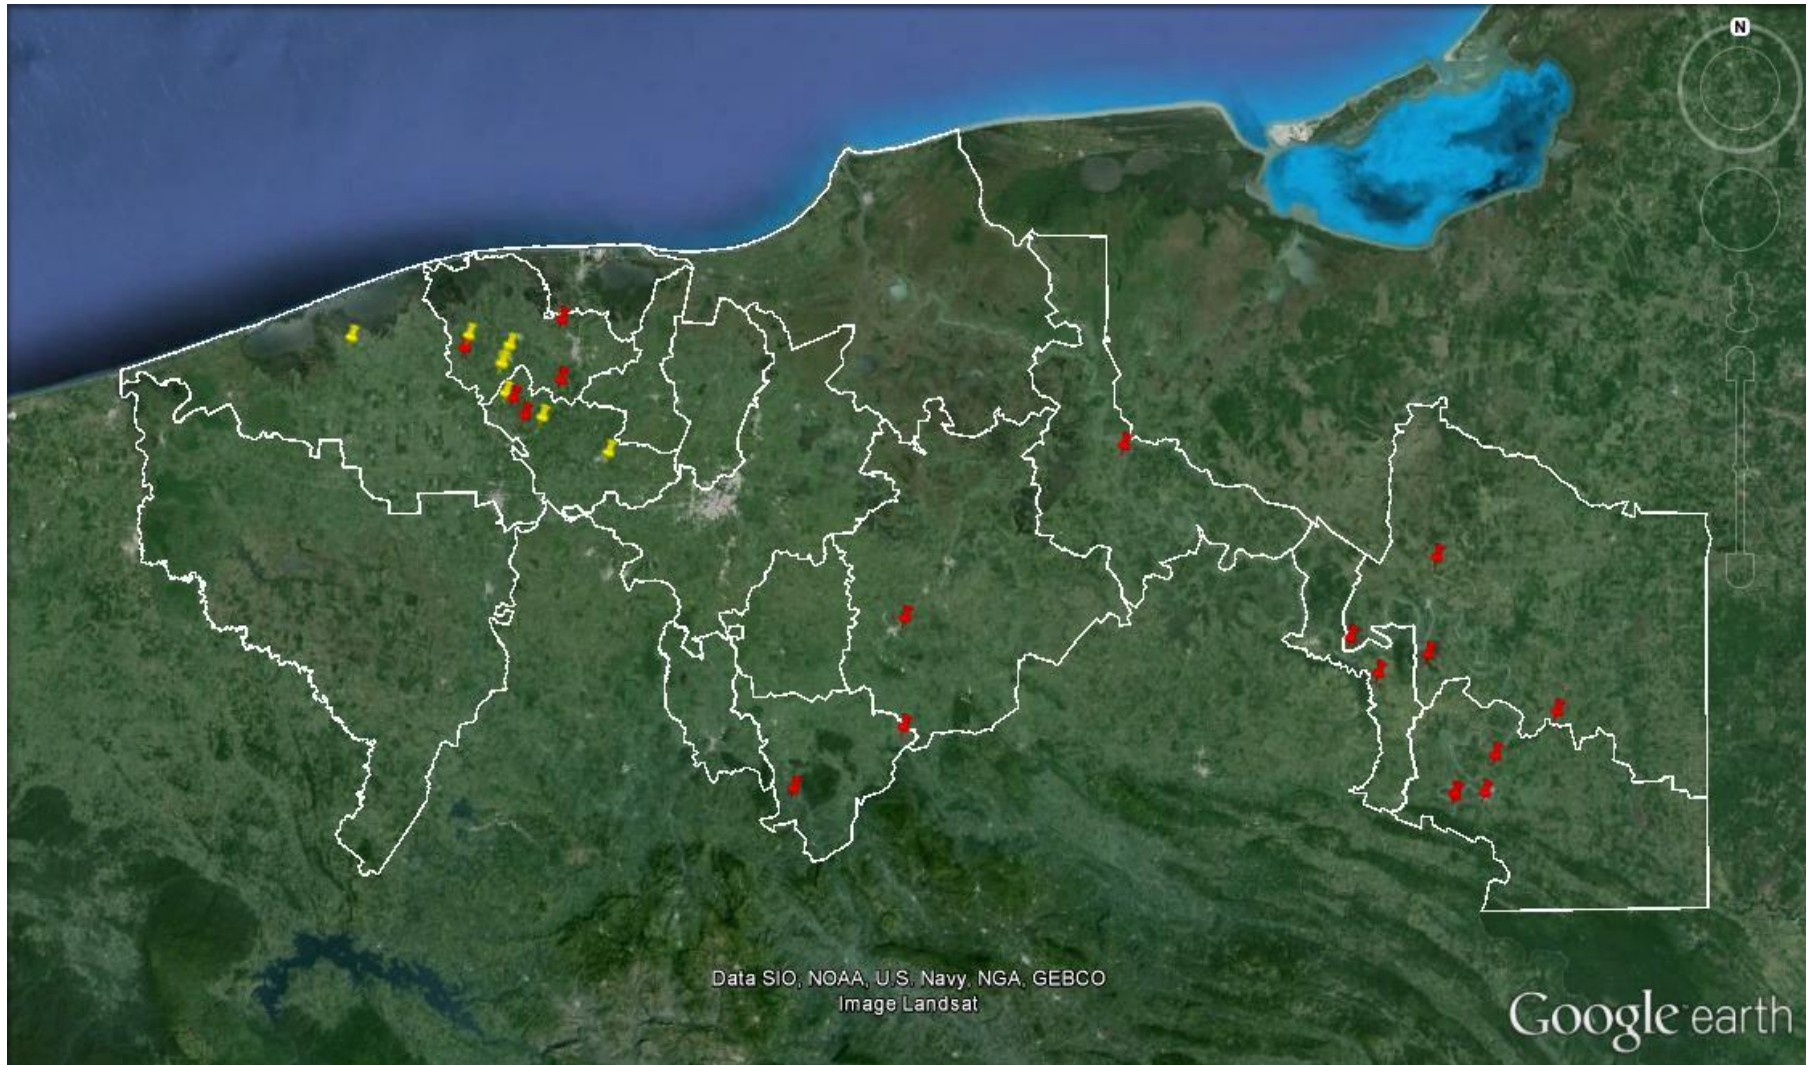 N
Data SIO, NOAA, U.S. Navy, NGA, GEBCO
Image Landsat
Google earth